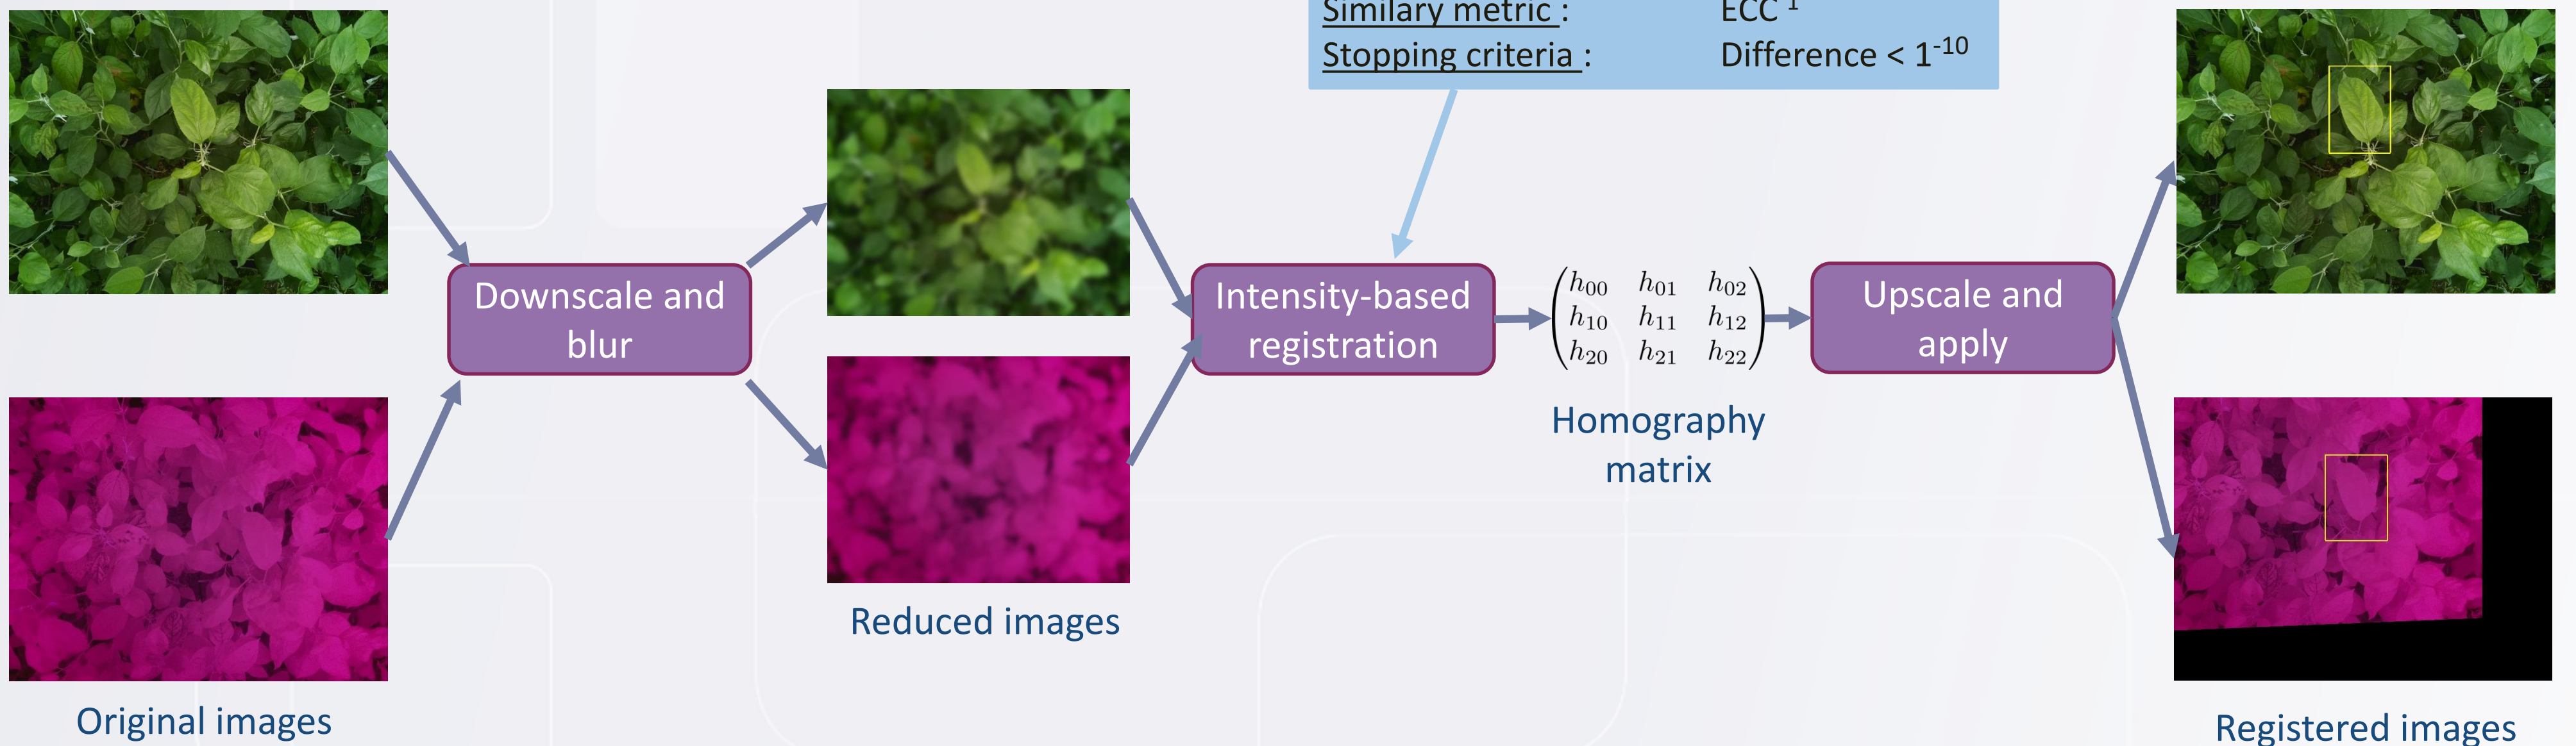 Similary metric : ECC ¹
Stopping criteria : Difference < 1⁻¹⁰
Downscale and
blur
Intensity-based
registration
h₀₀ h₀₁ h₀₂
h₁₀ h₁₁ h₁₂
h₂₀ h₂₁ h₂₂
Upscale and
apply
Homography
matrix
Reduced images
Original images
Registered images